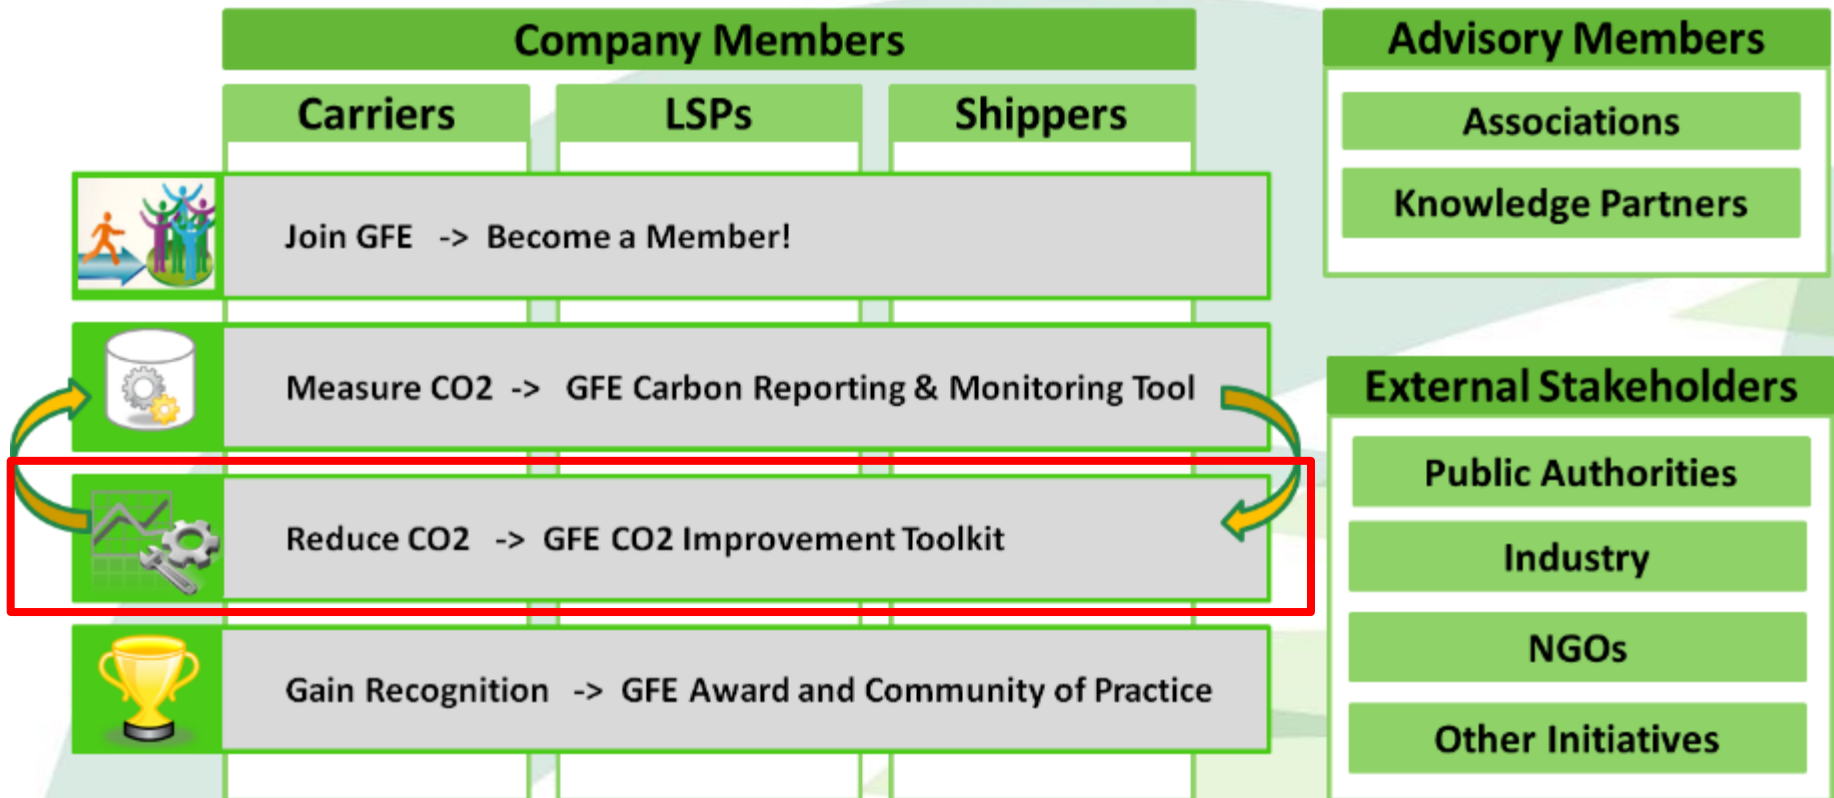 Company Members
Carriers
LSPs
Shippers
Join GFE -> Become a Member!
Measure CO2 -> GFE Carbon Reporting & Monitoring Tool
Reduce CO2 -> GFE CO2 Improvement Toolkit
Gain Recognition -> GFE Award and Community of Practice
Advisory Members
Associations
Knowledge Partners
External Stakeholders
Public Authorities
Industry
NGOs
Other Initiatives